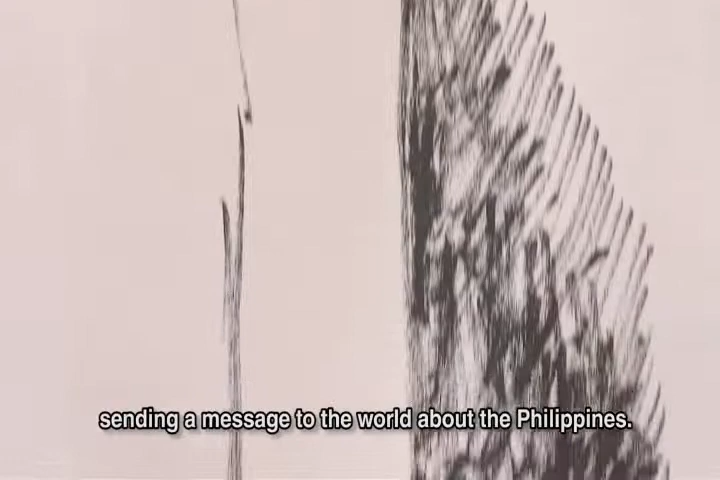 sending a message to the world about the Philippines.